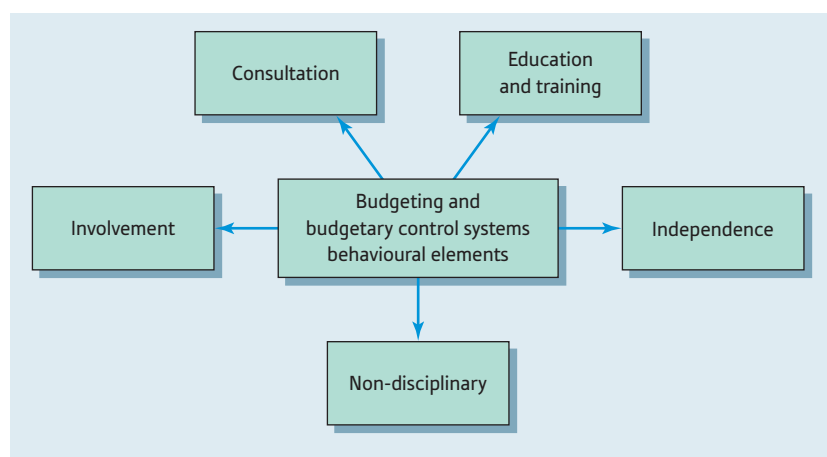 Consultation
Education
and training
Involvement
Budgeting and
budgetary control systems
behavioural elements
Independence
Non-disciplinary